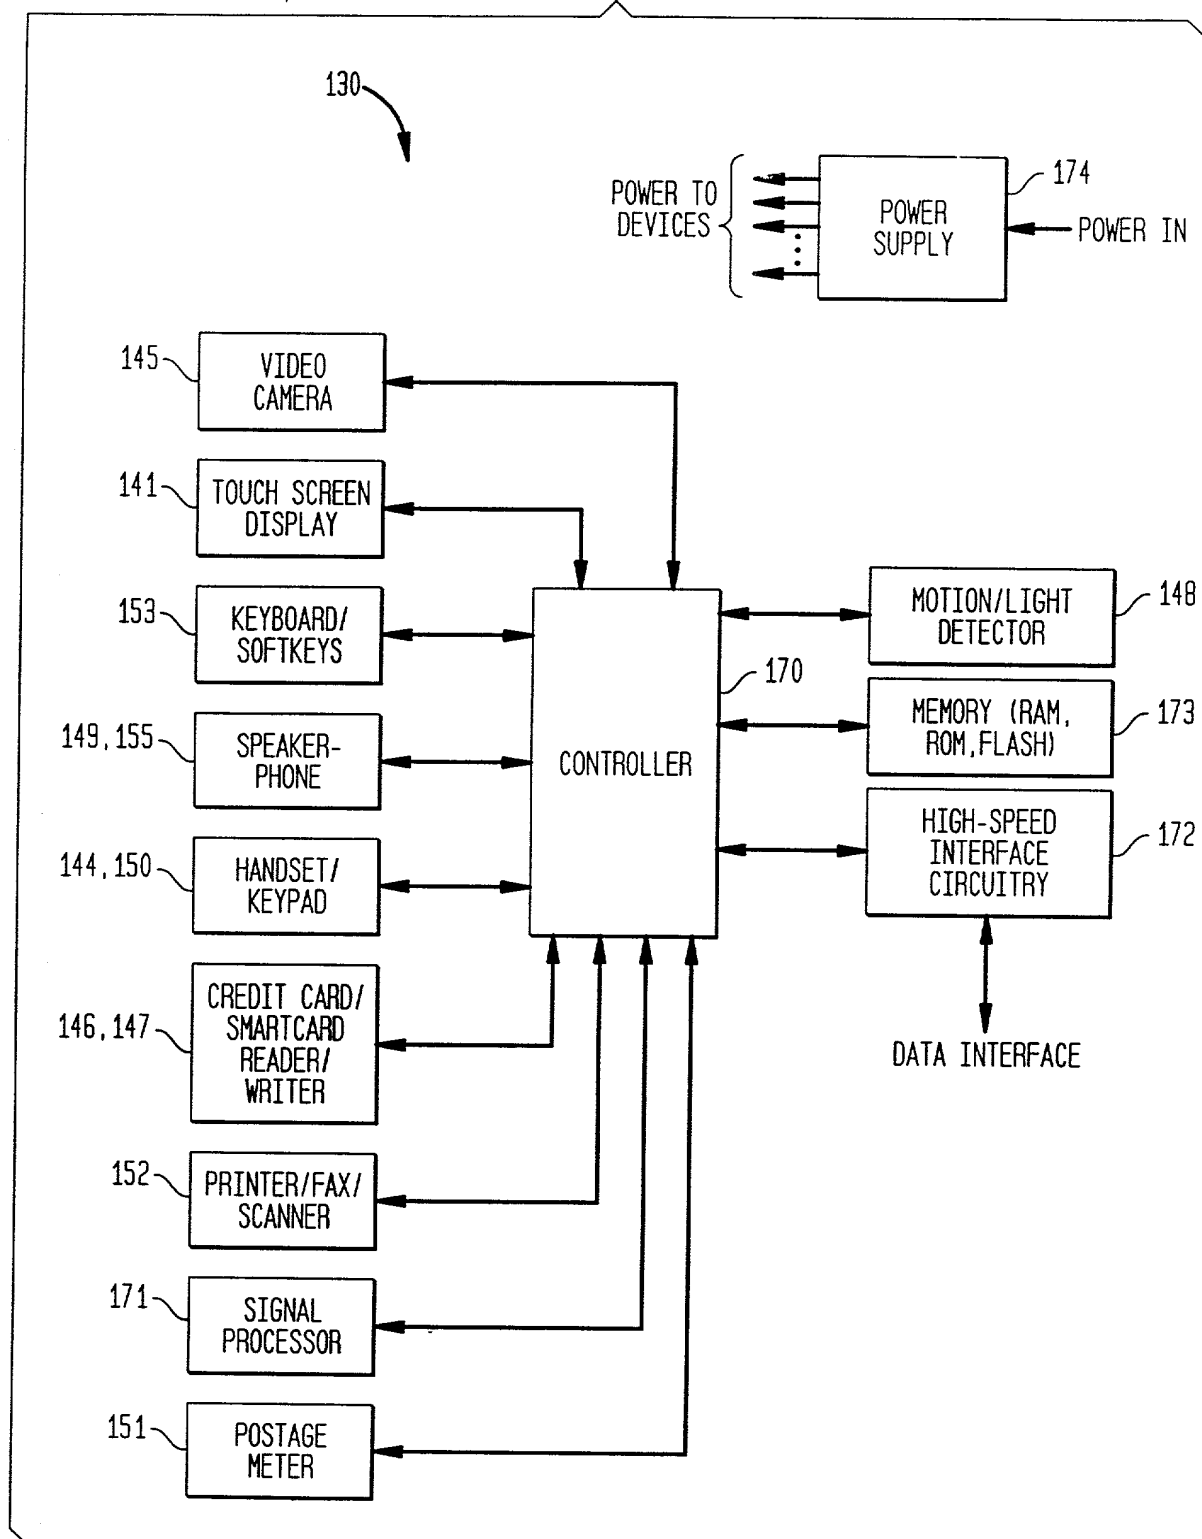 130
174
POWER TO
DEVICES
POWER
SUPPLY
POWER IN
145
VIDEO
CAMERA
141
TOUCH SCREEN
DISPLAY
153
KEYBOARD/
SOFTKEYS
149,155
SPEAKER-
PHONE
144,150
HANDSET/
KEYPAD
146,147
CREDIT CARD/
SMARTCARD
READER/
WRITER
152
PRINTER/FAX/
SCANNER
171
SIGNAL
PROCESSOR
151
POSTAGE
METER
CONTROLLER
170
MOTION/LIGHT
DETECTOR
148
MEMORY (RAM,
ROM,FLASH)
173
HIGH-SPEED
INTERFACE
CIRCUITRY
172
DATA INTERFACE